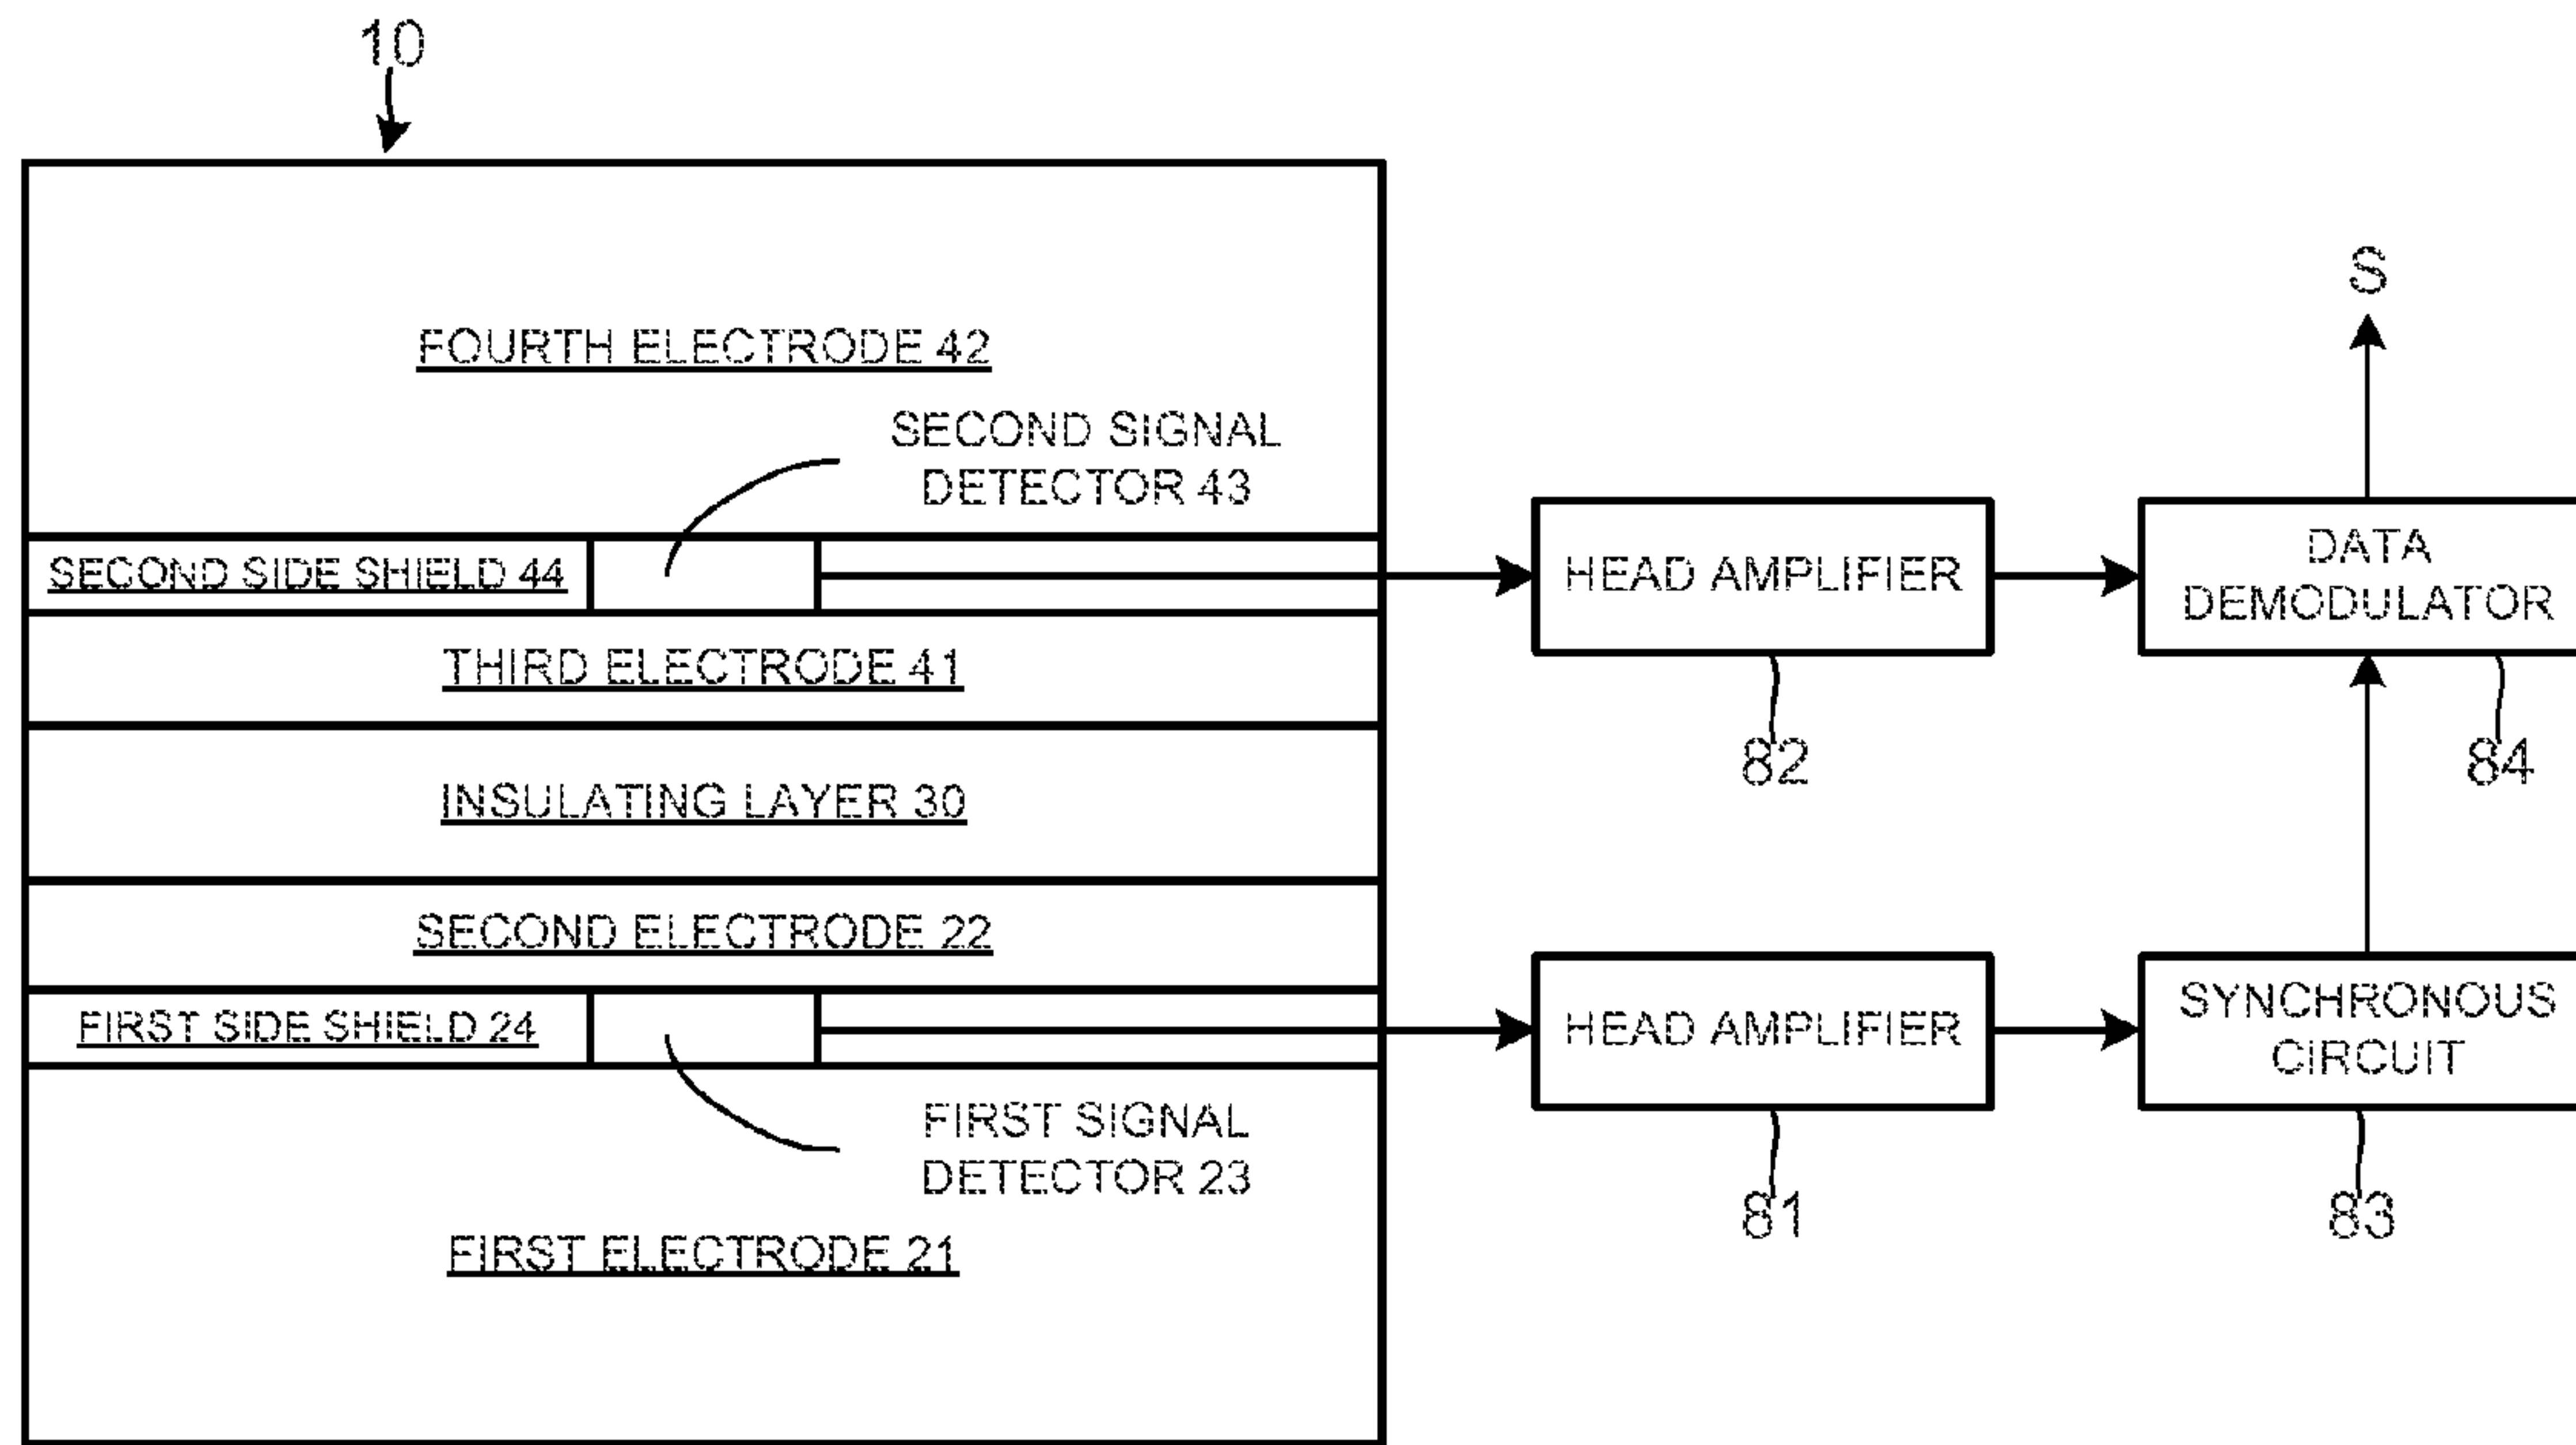 10
S
FOURTH ELECTRODE 42
SECOND SIGNAL
DETECTOR 43
SECOND SIDE SHIELD 44
HEAD AMPLIFIER
DATA
DEMODULATOR
THIRD ELECTRODE 41
82
84
INSULATING LAYER 30
SECOND ELECTRODE 22
FIRST SIDE SHIELD 24
HEAD AMPLIFIER
SYNCHRONOUS
CIRCUIT
FIRST SIGNAL
DETECTOR 23
81
83
FIRST ELECTRODE 21